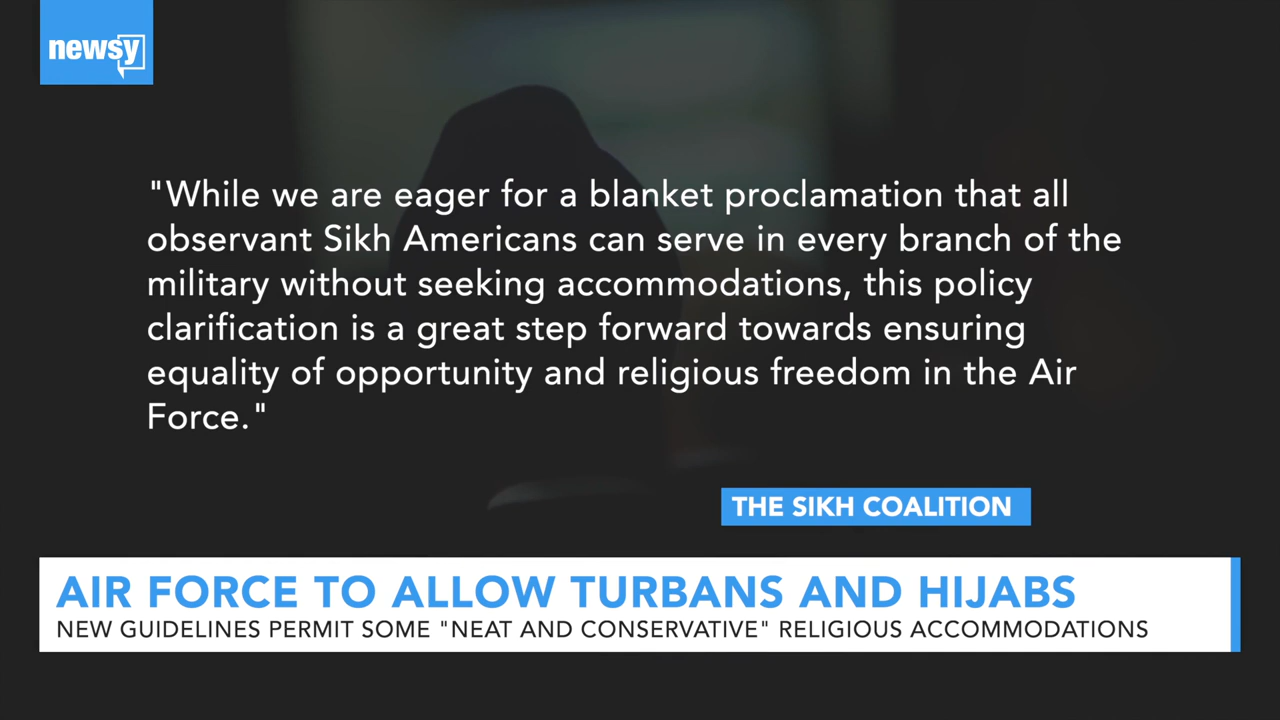 newsy
"While we are eager for a blanket proclamation that all
observant Sikh Americans can serve in every branch of the
military without seeking accommodations, this policy
clarification is a great step forward towards ensuring
equality of opportunity and religious freedom in the Air
Force."
THE SIKH COALITION
AIR FORCE TO ALLOW TURBANS AND HIJABS
NEW GUIDELINES PERMIT SOME "NEAT AND CONSERVATIVE" RELIGIOUS ACCOMMODATIONS